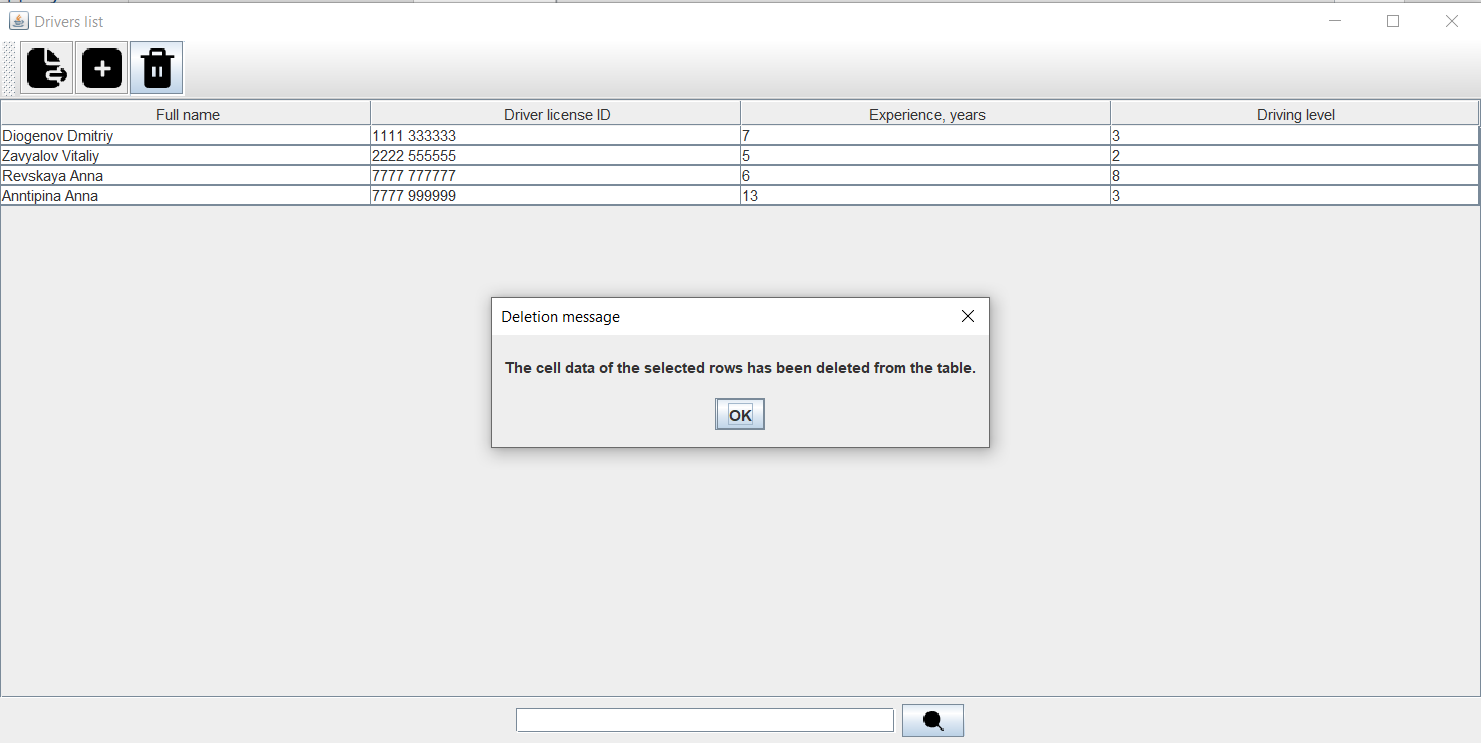 Drivers list
Full name Driver license ID Experience, years Driving level
Diogenov Dmitriy 1111 333333 7 3
Zavyalov Vitaliy 2222 555555 5 2
Revskaya Anna 7777 777777 6 8
Anntipina Anna 7777 999999 13 3
Deletion message
The cell data of the selected rows has been deleted from the table.
OK